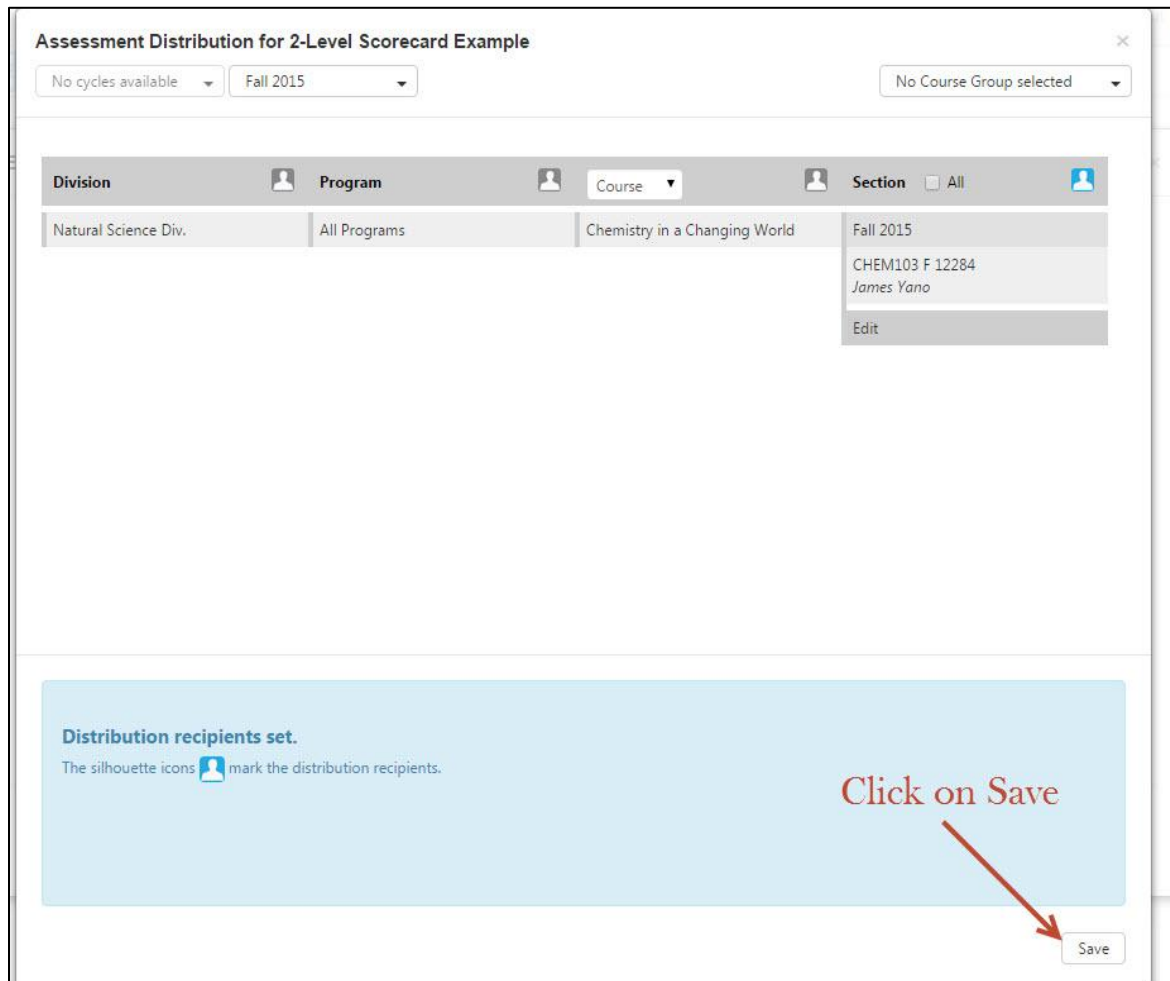 Assessment Distribution for 2-Level Scorecard Example
No cycles available Fall 2015 No Course Group selected
Division Program Course Section All
Natural Science Div. All Programs Chemistry in a Changing World Fall 2015
CHEM103 F 12284
James Yano
Edit
Distribution recipients set.
The silhouette icons mark the distribution recipients.
Click on Save
Save